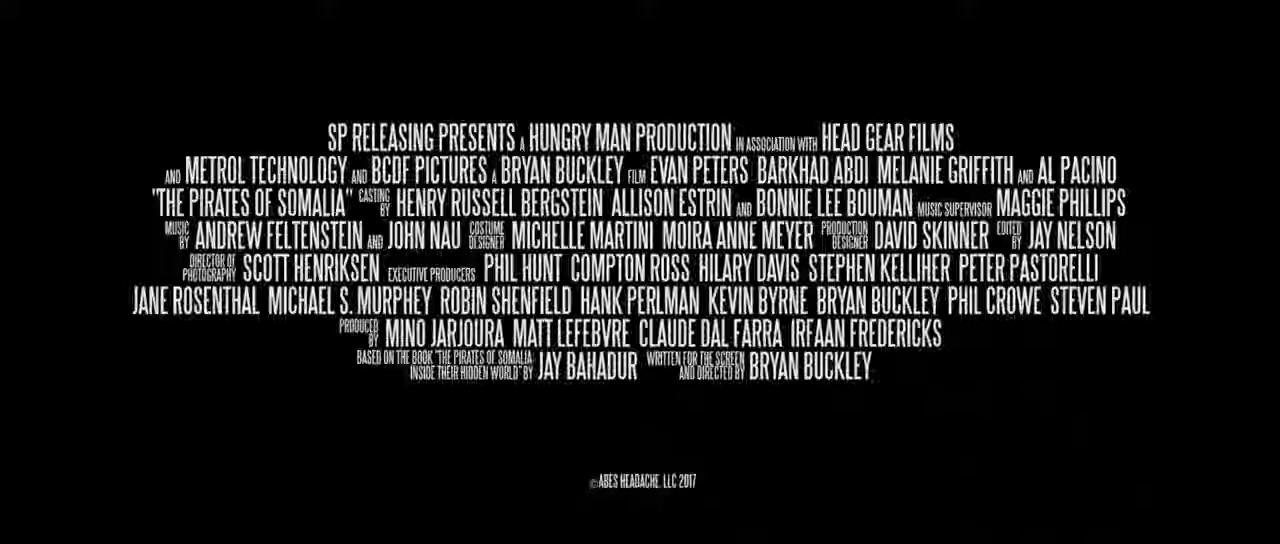 SP RELEASING PRESENTS A HUNGRY MAN PRODUCTION IN ASSOCIATION WITH HEAD GEAR FILMS
AND METROL TECHNOLOGY AND BCDF PICTURES A BRYAN BUCKLEY FILM EVAN PETERS BARKHAD ABDI MELANIE GRIFFITH AND AL PACINO
"THE PIRATES OF SOMALIA" CASTING BY HENRY RUSSELL BERGSTEIN ALLISON ESTRIN AND BONNIE LEE BOUMAN MUSIC SUPERVISOR MAGGIE PHILLIPS
MUSIC BY ANDREW FELTENSTEIN AND JOHN NAU COSTUME DESIGNER MICHELLE MARTINI MOIRA ANNE MEYER PRODUCTION DESIGNER DAVID SKINNER EDITED BY JAY NELSON
DIRECTOR OF PHOTOGRAPHY SCOTT HENRIKSEN EXECUTIVE PRODUCERS PHIL HUNT COMPTON ROSS HILARY DAVIS STEPHEN KELLIHER PETER PASTORELLI
JANE ROSENTHAL MICHAEL S. MURPHEY ROBIN SHENFIELD HANK PERLMAN KEVIN BYRNE BRYAN BUCKLEY PHIL CROWE STEVEN PAUL
PRODUCED BY MINO JARJOURA MATT LEFEBVRE CLAUDE DAL FARRA IRFAAN FREDERICKS
BASED ON THE BOOK "THE PIRATES OF SOMALIA INSIDE THEIR HIDDEN WORLD" BY JAY BAHADUR WRITTEN FOR THE SCREEN AND DIRECTED BY BRYAN BUCKLEY
©ABES HEADACHE, LLC 2017